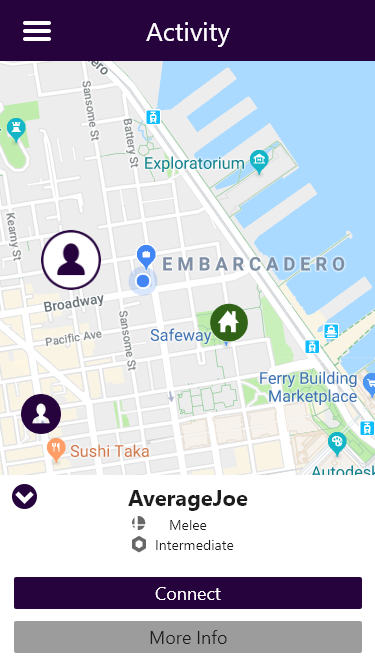 Activity
Embarcadero
Sansome St
Battery St
Exploratorium
Kearny St
EMBARCADERO
Broadway
Sansome St
Pacific Ave
Safeway
Ferry Building
Marketplace
Sushi Taka
Autodesk
AverageJoe
Melee
Intermediate
Connect
More Info